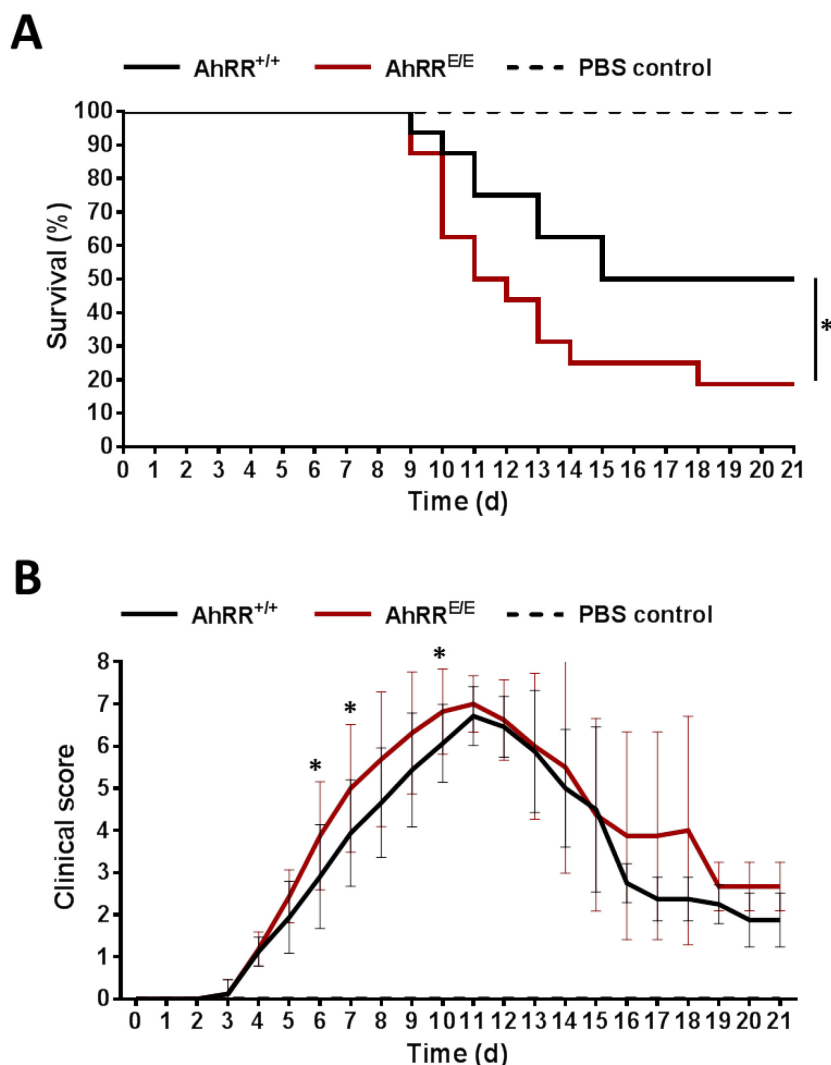 A
AhRR+/+ AhRRE/E PBS control
100
90
80
70
60
50
40
30
20
10
0
Survival (%)
*
0 1 2 3 4 5 6 7 8 9 10 11 12 13 14 15 16 17 18 19 20 21
Time (d)
B
AhRR+/+ AhRRE/E PBS control
8
7
6
5
4
3
2
1
0
Clinical score
* * *
0 1 2 3 4 5 6 7 8 9 10 11 12 13 14 15 16 17 18 19 20 21
Time (d)